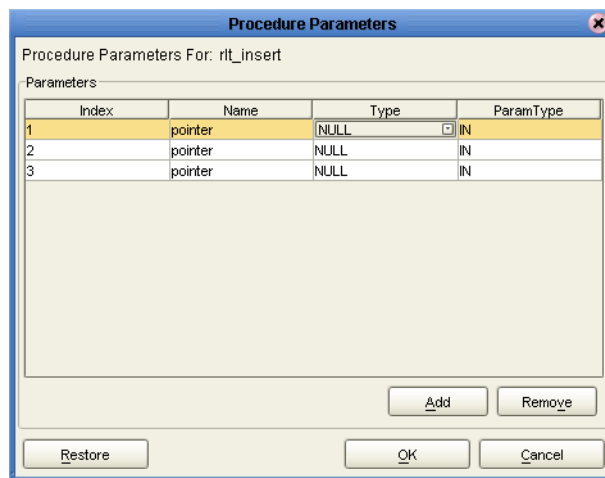 Procedure Parameters
Procedure Parameters For: rlt_insert
Parameters
Index Name Type ParamType
1 pointer NULL IN
2 pointer NULL IN
3 pointer NULL IN
Add Remove
Restore OK Cancel